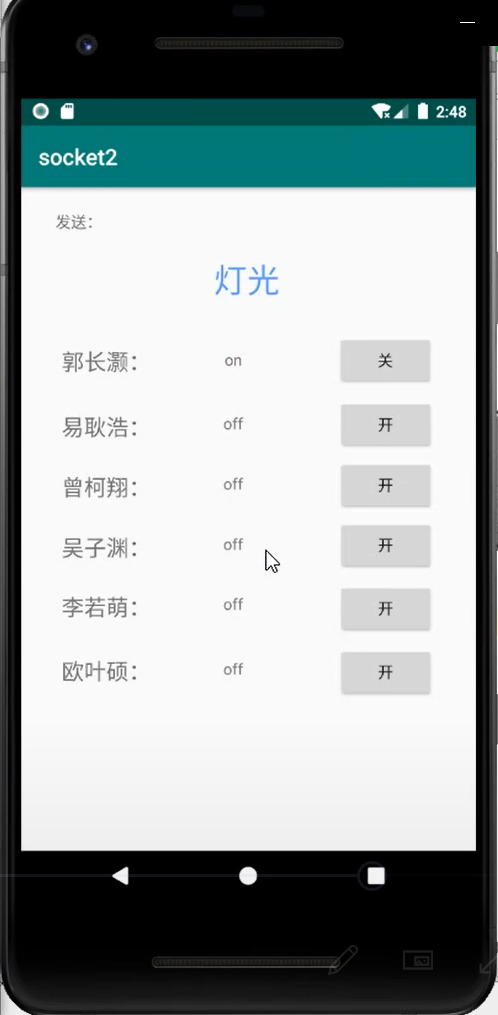 2:48
socket2
发送：
灯光
郭长灏： on 关
易耿浩： off 开
曾柯翔： off 开
吴子渊： off 开
李若萌： off 开
欧叶硕： off 开